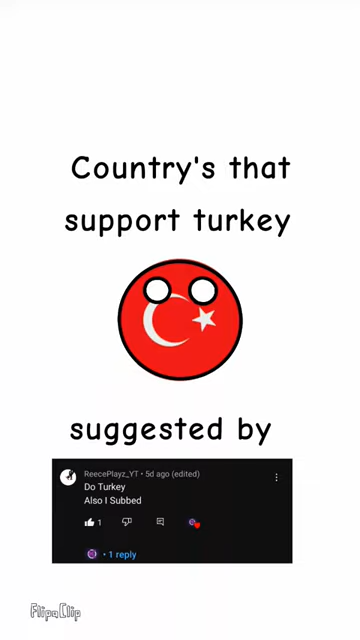 Country's that
support turkey
suggested by
ReecePlayz_YT • 5d ago (edited)
Do Turkey
Also I Subbed
1
• 1 reply
FlipaClip